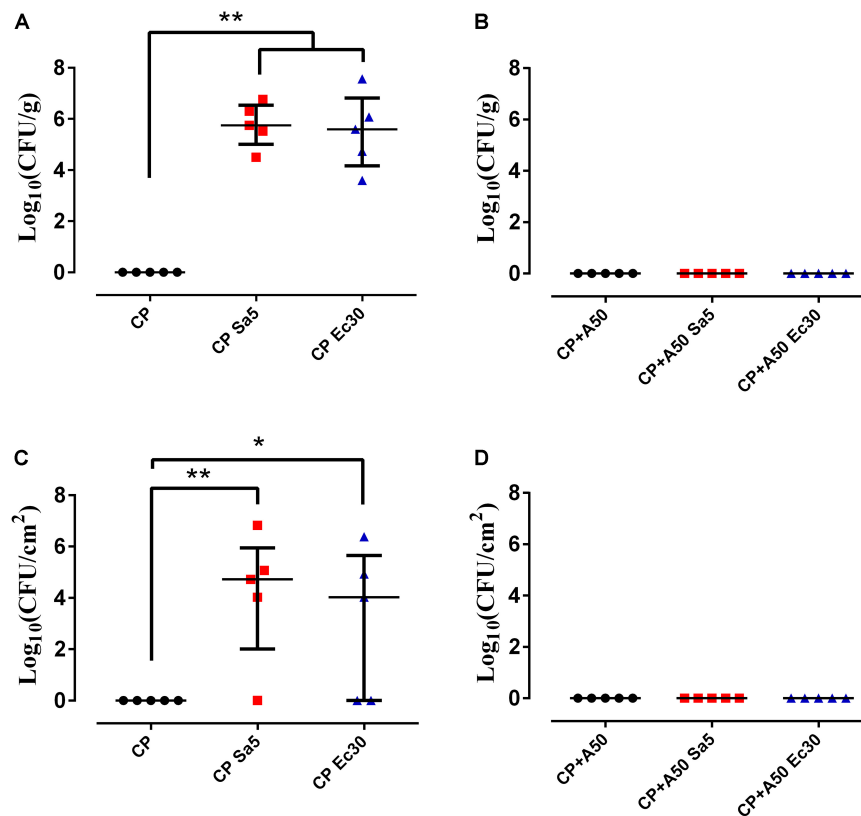 A
**
Log10(CFU/g)
8
6
4
2
0
CP
CP Sa5
CP Ec30
B
Log10(CFU/g)
8
6
4
2
0
CP+A50
CP+A50 Sa5
CP+A50 Ec30
C
*
**
Log10(CFU/cm2)
8
6
4
2
0
CP
CP Sa5
CP Ec30
D
Log10(CFU/cm2)
8
6
4
2
0
CP+A50
CP+A50 Sa5
CP+A50 Ec30